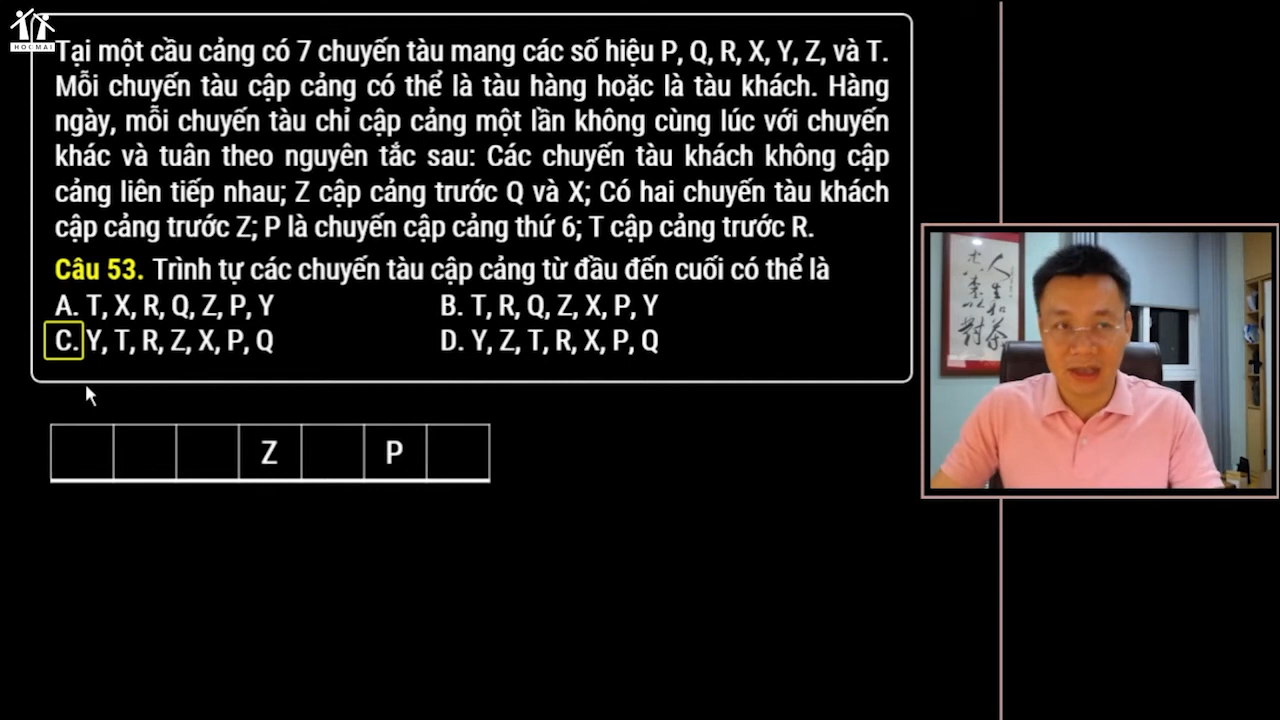 HOCMAI
Tại một cầu cảng có 7 chuyến tàu mang các số hiệu P, Q, R, X, Y, Z, và T.
Mỗi chuyến tàu cập cảng có thể là tàu hàng hoặc là tàu khách. Hàng
ngày, mỗi chuyến tàu chỉ cập cảng một lần không cùng lúc với chuyến
khác và tuân theo nguyên tắc sau: Các chuyến tàu khách không cập
cảng liên tiếp nhau; Z cập cảng trước Q và X; Có hai chuyến tàu khách
cập cảng trước Z; P là chuyến cập cảng thứ 6; T cập cảng trước R.
Câu 53. Trình tự các chuyến tàu cập cảng từ đầu đến cuối có thể là
A. T, X, R, Q, Z, P, Y B. T, R, Q, Z, X, P, Y
C. Y, T, R, Z, X, P, Q D. Y, Z, T, R, X, P, Q
Z P